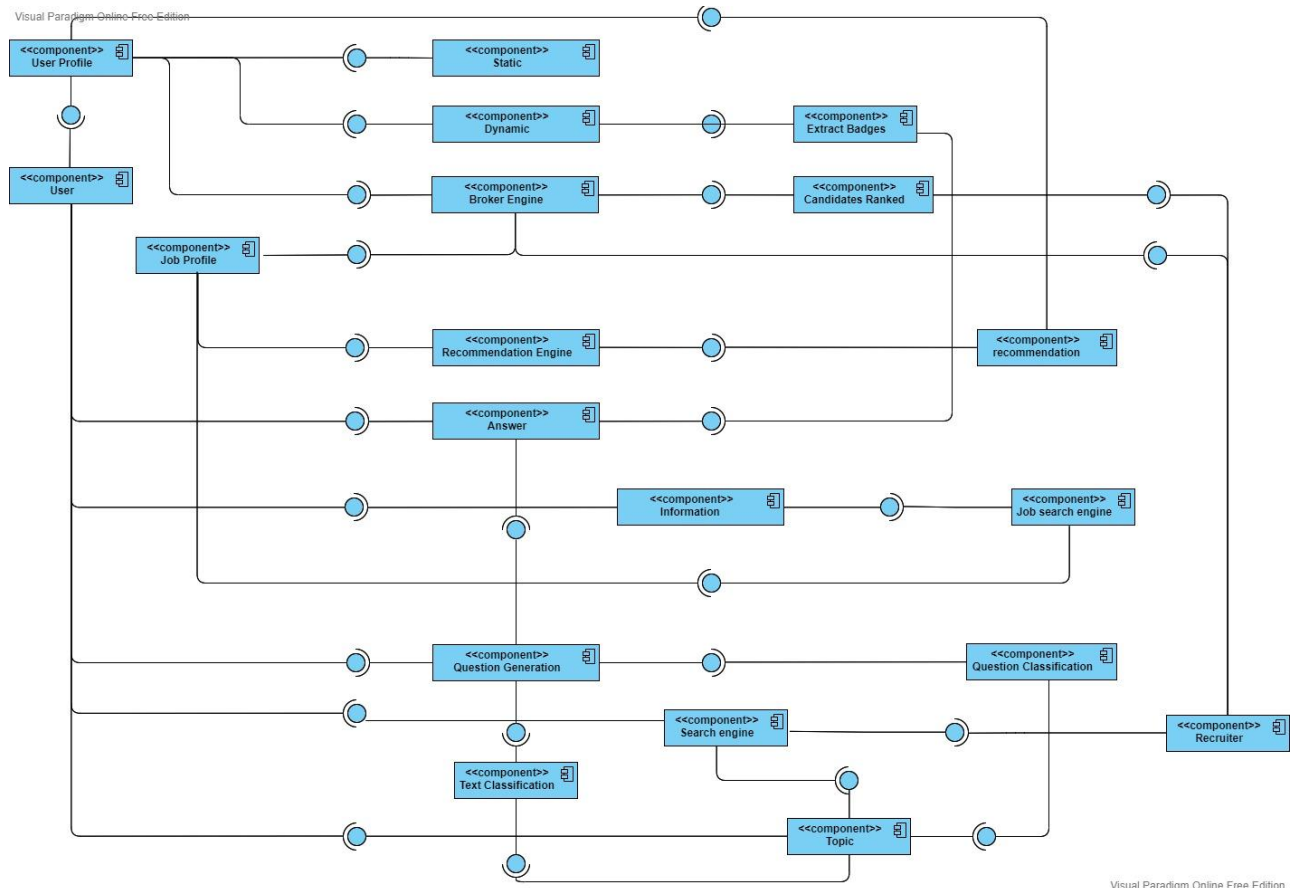 Visual Paradigm Online Free Edition
<<component>>
User Profile
<<component>>
Static
<<component>>
Dynamic
<<component>>
Extract Badges
<<component>>
User
<<component>>
Broker Engine
<<component>>
Candidates Ranked
<<component>>
Job Profile
<<component>>
Recommendation Engine
<<component>>
recommendation
<<component>>
Answer
<<component>>
Information
<<component>>
Job search engine
<<component>>
Question Generation
<<component>>
Question Classification
<<component>>
Search engine
<<component>>
Recruiter
<<component>>
Text Classification
<<component>>
Topic
Visual Paradigm Online Free Edition